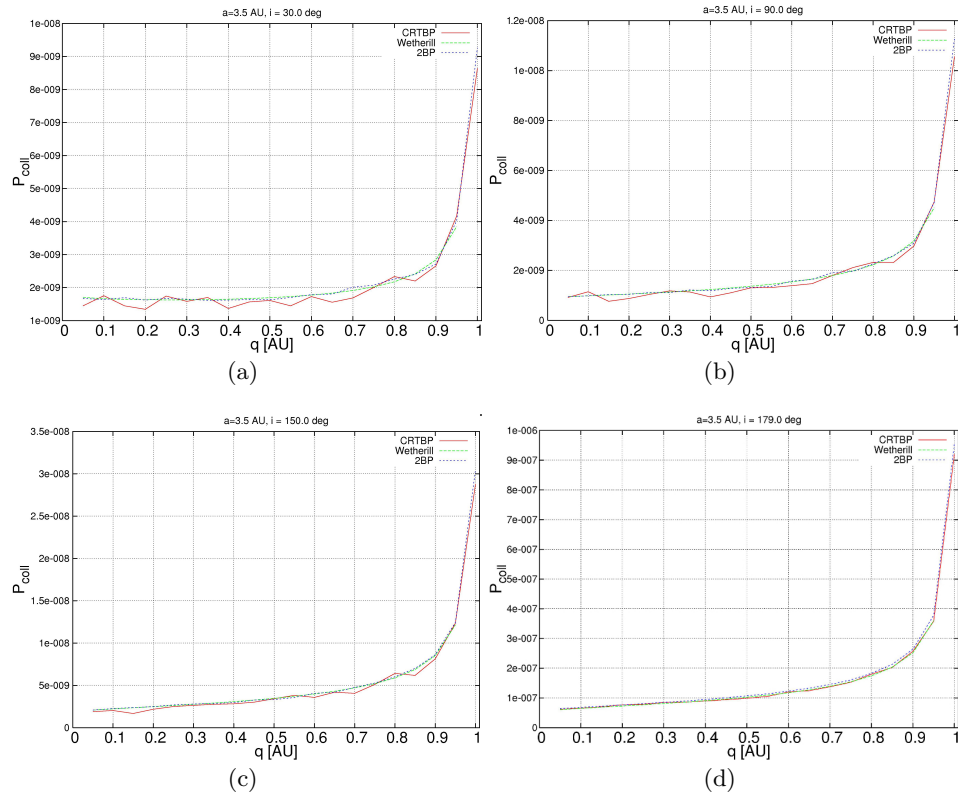 a=3.5 AU, i = 30.0 deg
CRTBP
Wetherill
2BP
1e-008
9e-009
8e-009
7e-009
6e-009
5e-009
4e-009
3e-009
2e-009
1e-009
P_coll
0 0.1 0.2 0.3 0.4 0.5 0.6 0.7 0.8 0.9 1
q [AU]
(a)
a=3.5 AU, i = 90.0 deg
CRTBP
Wetherill
2BP
1.2e-008
1e-008
8e-009
6e-009
4e-009
2e-009
0
P_coll
0 0.1 0.2 0.3 0.4 0.5 0.6 0.7 0.8 0.9 1
q [AU]
(b)
a=3.5 AU, i = 150.0 deg
CRTBP
Wetherill
2BP
3.5e-008
3e-008
2.5e-008
2e-008
1.5e-008
1e-008
5e-009
0
P_coll
0 0.1 0.2 0.3 0.4 0.5 0.6 0.7 0.8 0.9 1
q [AU]
(c)
a=3.5 AU, i = 179.0 deg
CRTBP
Wetherill
2BP
1e-006
9e-007
8e-007
7e-007
6e-007
5e-007
4e-007
3e-007
2e-007
1e-007
0
P_coll
0 0.1 0.2 0.3 0.4 0.5 0.6 0.7 0.8 0.9 1
q [AU]
(d)